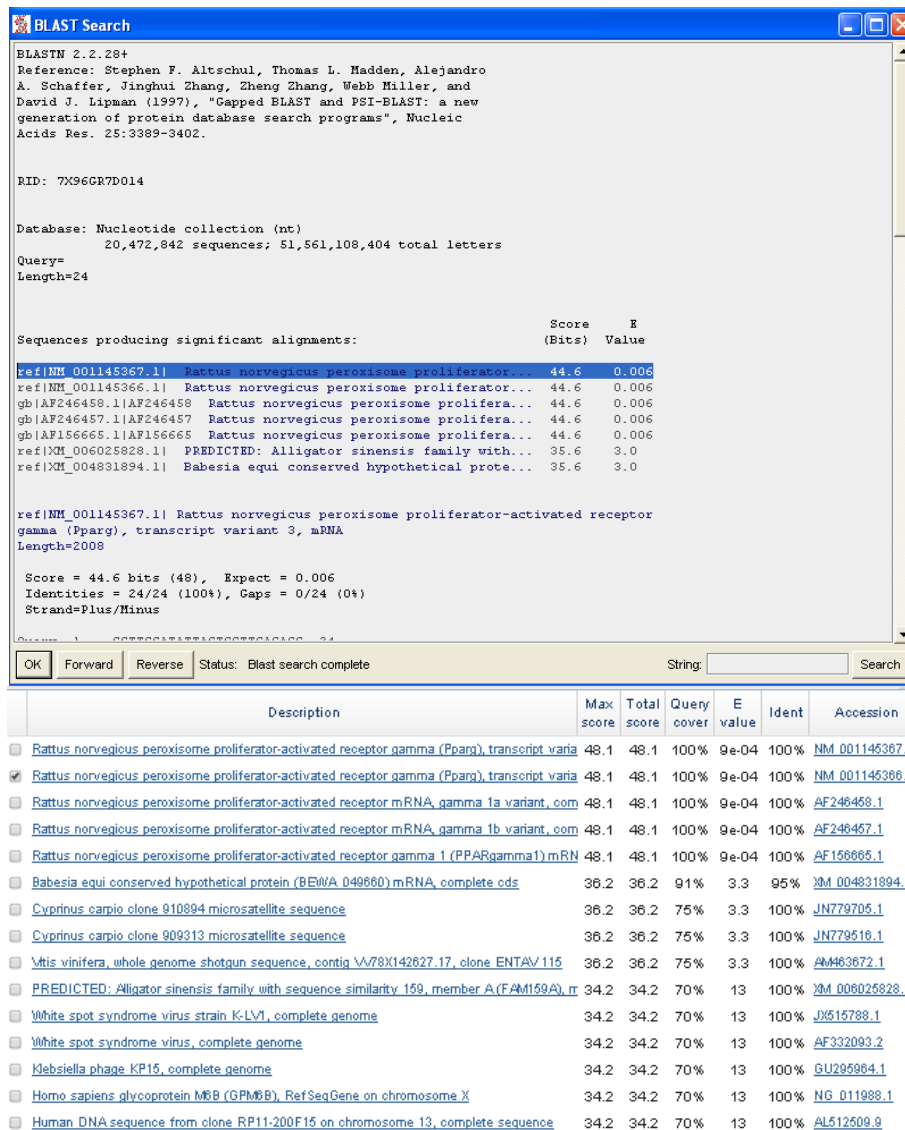 BLAST Search
BLASTN 2.2.28+
Reference: Stephen F. Altschul, Thomas L. Madden, Alejandro
A. Schaffer, Jinghui Zhang, Zheng Zhang, Webb Miller, and
David J. Lipman (1997), "Gapped BLAST and PSI-BLAST: a new
generation of protein database search programs", Nucleic
Acids Res. 25:3389-3402.
RID: 7X96GR7D014
Database: Nucleotide collection (nt)
20,472,842 sequences; 51,561,108,404 total letters
Query=
Length=24
Score E
Sequences producing significant alignments: (Bits) Value
ref|NM_001145367.1| Rattus norvegicus peroxisome proliferator... 44.6 0.006
ref|NM_001145366.1| Rattus norvegicus peroxisome proliferator... 44.6 0.006
gb|AF246458.1|AF246458 Rattus norvegicus peroxisome prolifera... 44.6 0.006
gb|AF246457.1|AF246457 Rattus norvegicus peroxisome prolifera... 44.6 0.006
gb|AF156665.1|AF156665 Rattus norvegicus peroxisome prolifera... 44.6 0.006
ref|XM_006025828.1| PREDICTED: Alligator sinensis family with... 35.6 3.0
ref|XM_004831894.1| Babesia equi conserved hypothetical prote... 35.6 3.0
ref|NM_001145367.1| Rattus norvegicus peroxisome proliferator-activated receptor
gamma (Pparg), transcript variant 3, mRNA
Length=2008
Score = 44.6 bits (48), Expect = 0.006
Identities = 24/24 (100%), Gaps = 0/24 (0%)
Strand=Plus/Minus
OK Forward Reverse Status: Blast search complete String: Search
Description Max score Total score Query cover E value Ident Accession
Rattus norvegicus peroxisome proliferator-activated receptor gamma (Pparg), transcript varia 48.1 48.1 100% 9e-04 100% NM_001145367.
Rattus norvegicus peroxisome proliferator-activated receptor gamma (Pparg), transcript varia 48.1 48.1 100% 9e-04 100% NM_001145366.
Rattus norvegicus peroxisome proliferator-activated receptor mRNA, gamma 1a variant, com 48.1 48.1 100% 9e-04 100% AF246458.1
Rattus norvegicus peroxisome proliferator-activated receptor mRNA, gamma 1b variant, com 48.1 48.1 100% 9e-04 100% AF246457.1
Rattus norvegicus peroxisome proliferator-activated receptor gamma 1 (PPARgamma1) mRN 48.1 48.1 100% 9e-04 100% AF156665.1
Babesia equi conserved hypothetical protein (BEWA_049660) mRNA, complete cds 36.2 36.2 91% 3.3 95% XM_004831894.
Cyprinus carpio clone 910894 microsatellite sequence 36.2 36.2 75% 3.3 100% JN779705.1
Cyprinus carpio clone 909313 microsatellite sequence 36.2 36.2 75% 3.3 100% JN779516.1
Vitis vinifera, whole genome shotgun sequence, contig VV78X142627.17, clone ENTAV 115 36.2 36.2 75% 3.3 100% AM463672.1
PREDICTED: Alligator sinensis family with sequence similarity 159, member A (FAM159A), m 34.2 34.2 70% 13 100% XM_006025828.
White spot syndrome virus strain K-LV1, complete genome 34.2 34.2 70% 13 100% JX515788.1
White spot syndrome virus, complete genome 34.2 34.2 70% 13 100% AF332093.2
Klebsiella phage KP15, complete genome 34.2 34.2 70% 13 100% GU295964.1
Homo sapiens glycoprotein M6B (GPM6B), RefSeqGene on chromosome X 34.2 34.2 70% 13 100% NG_011988.1
Human DNA sequence from clone RP11-200F15 on chromosome 13, complete sequence 34.2 34.2 70% 13 100% AL512509.9